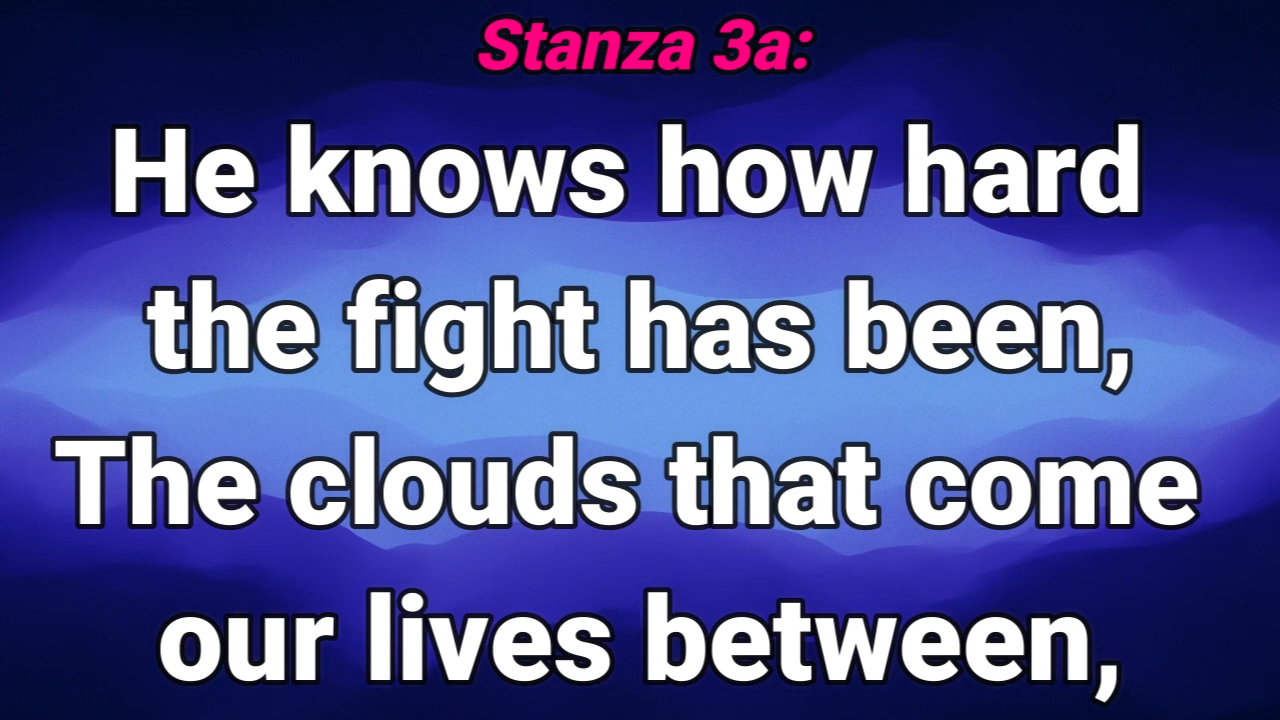 Stanza 3a:
He knows how hard
the fight has been,
The clouds that come
our lives between,